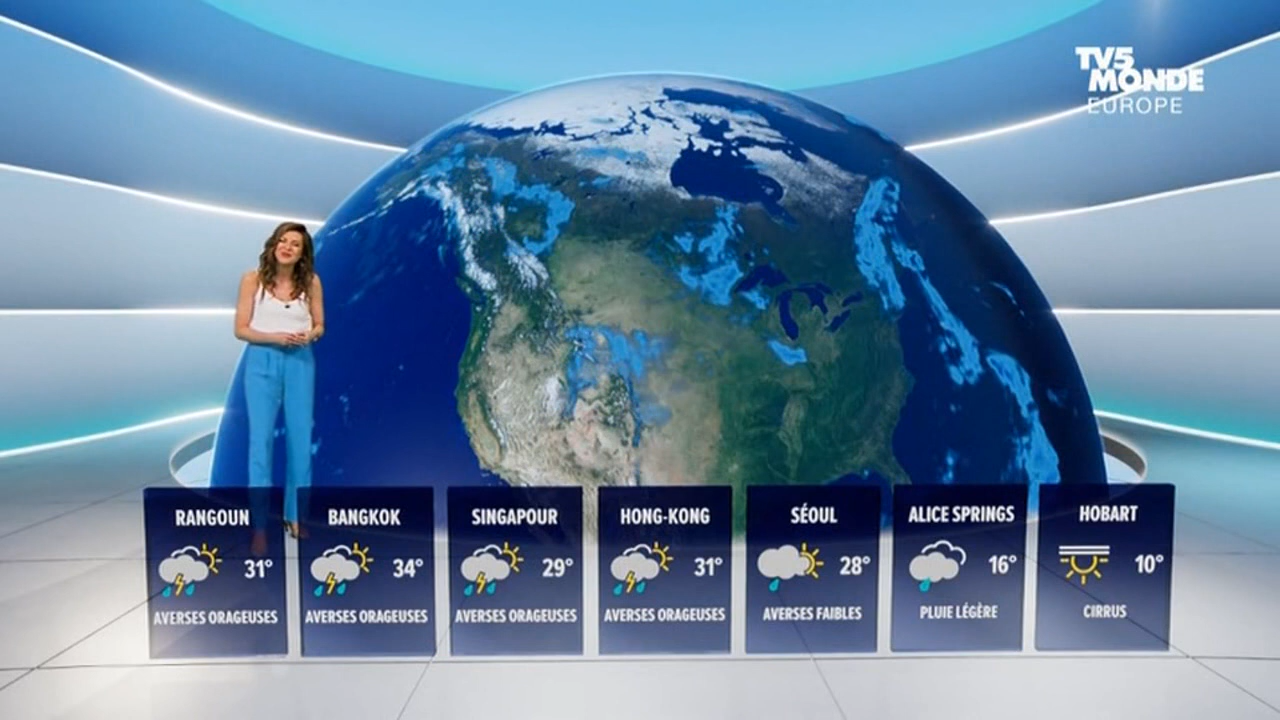 TV5
MONDE
EUROPE
RANGOUN
31°
AVERSES ORAGEUSES
BANGKOK
34°
AVERSES ORAGEUSES
SINGAPOUR
29°
AVERSES ORAGEUSES
HONG-KONG
31°
AVERSES ORAGEUSES
SÉOUL
28°
AVERSES FAIBLES
ALICE SPRINGS
16°
PLUIE LÉGÈRE
HOBART
10°
CIRRUS